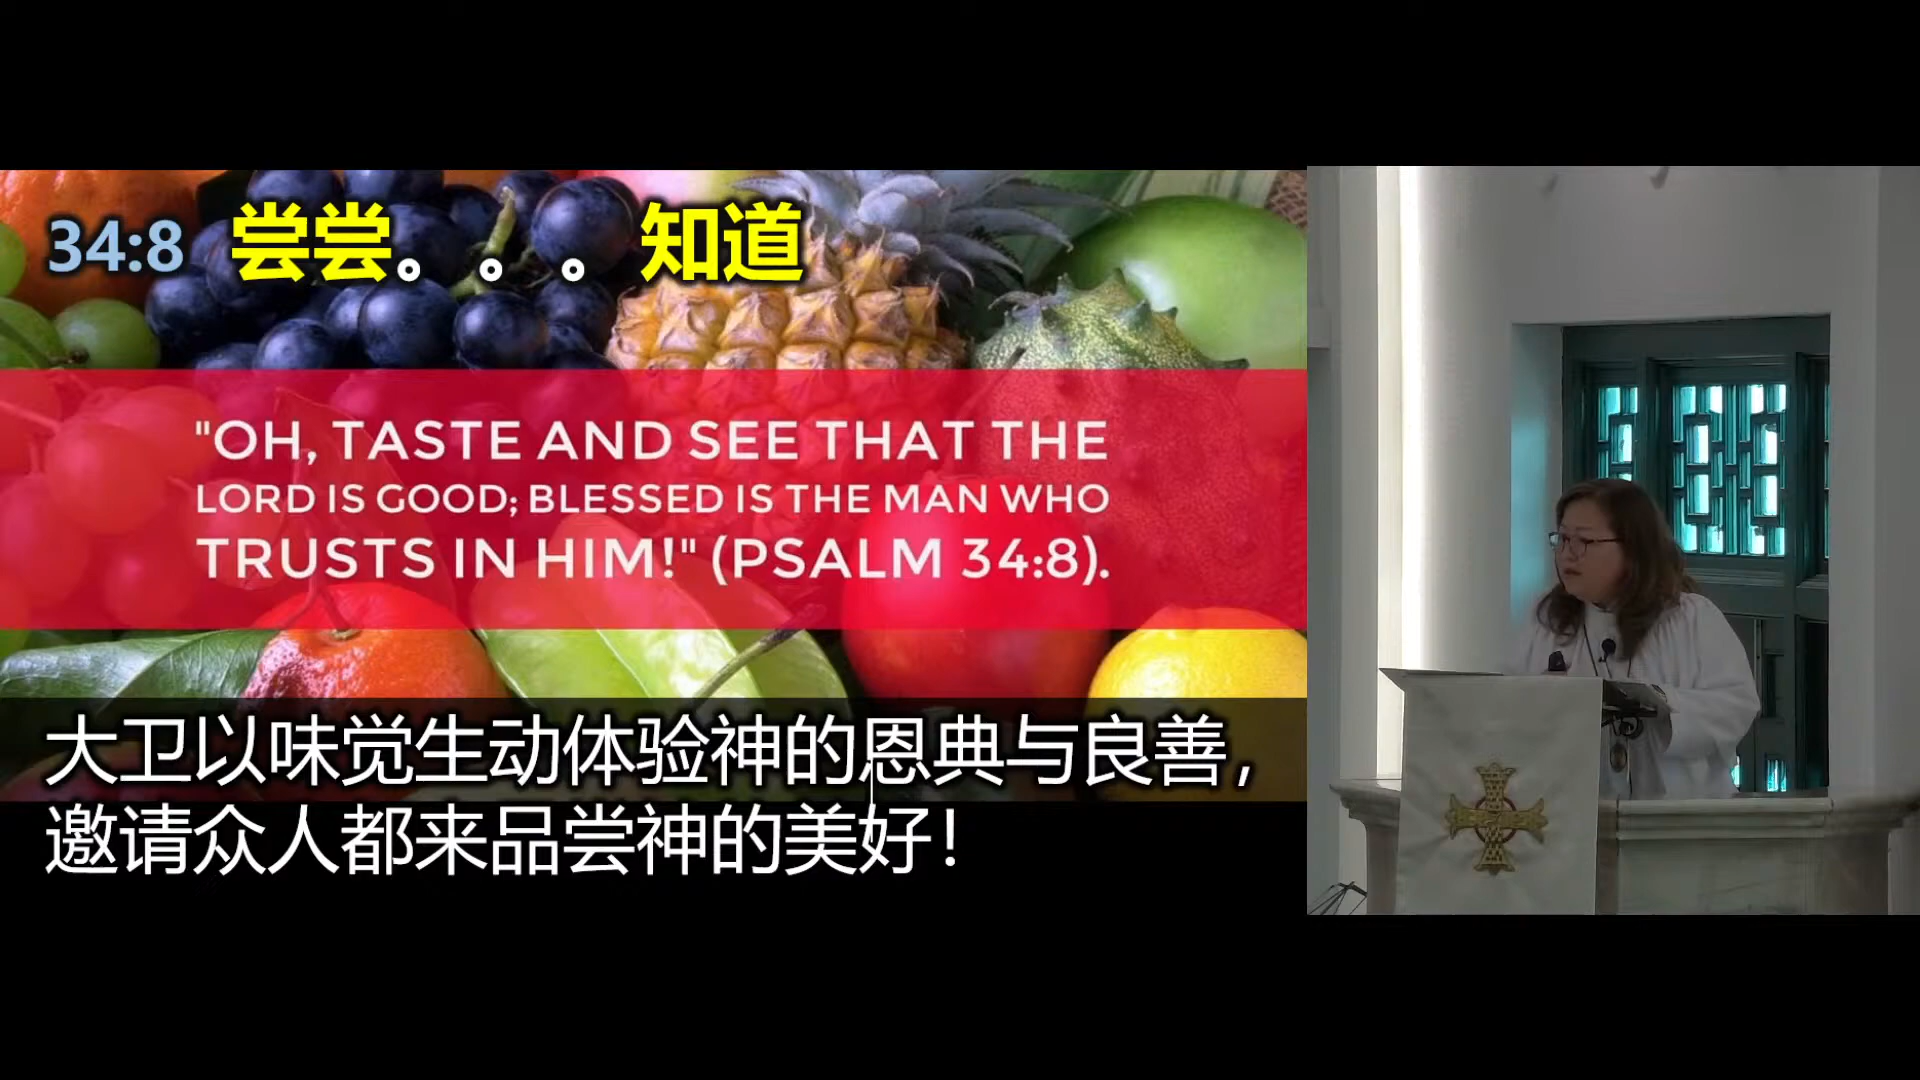 34:8 尝尝。。。知道
"OH, TASTE AND SEE THAT THE
LORD IS GOOD; BLESSED IS THE MAN WHO
TRUSTS IN HIM!" (PSALM 34:8).
大卫以味觉生动体验神的恩典与良善，
邀请众人都来品尝神的美好！